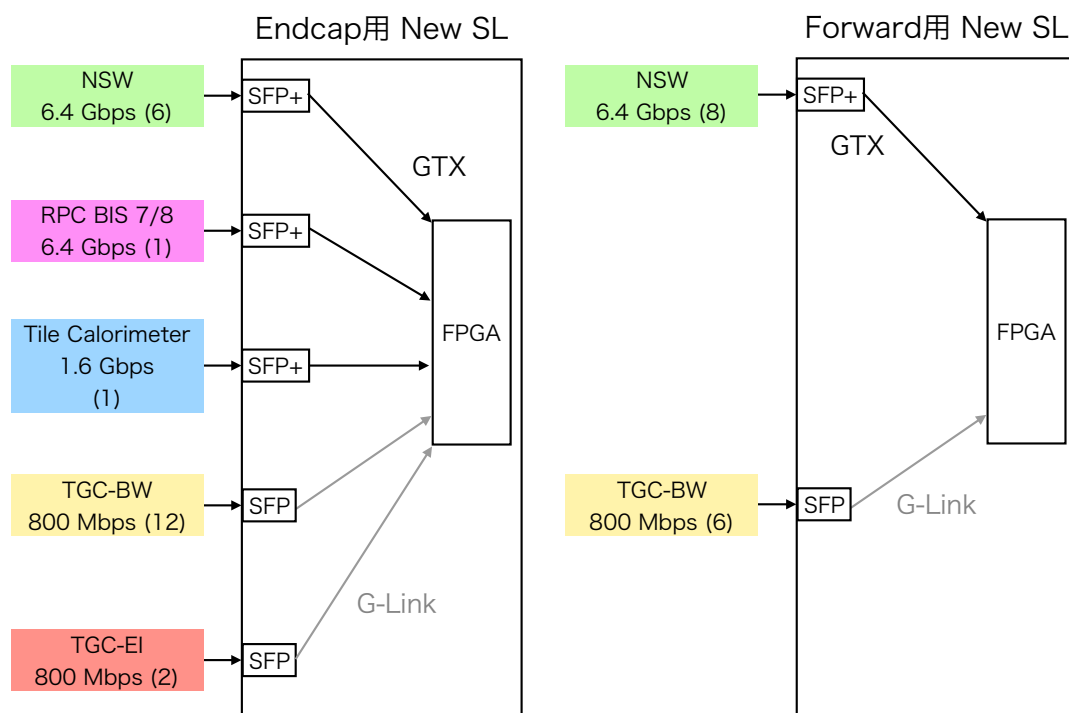 Endcap用 New SL
NSW
6.4 Gbps (6)
SFP+
GTX
RPC BIS 7/8
6.4 Gbps (1)
SFP+
Tile Calorimeter
1.6 Gbps
(1)
SFP+
FPGA
TGC-BW
800 Mbps (12)
SFP
G-Link
TGC-EI
800 Mbps (2)
SFP
Forward用 New SL
NSW
6.4 Gbps (8)
SFP+
GTX
FPGA
TGC-BW
800 Mbps (6)
SFP
G-Link